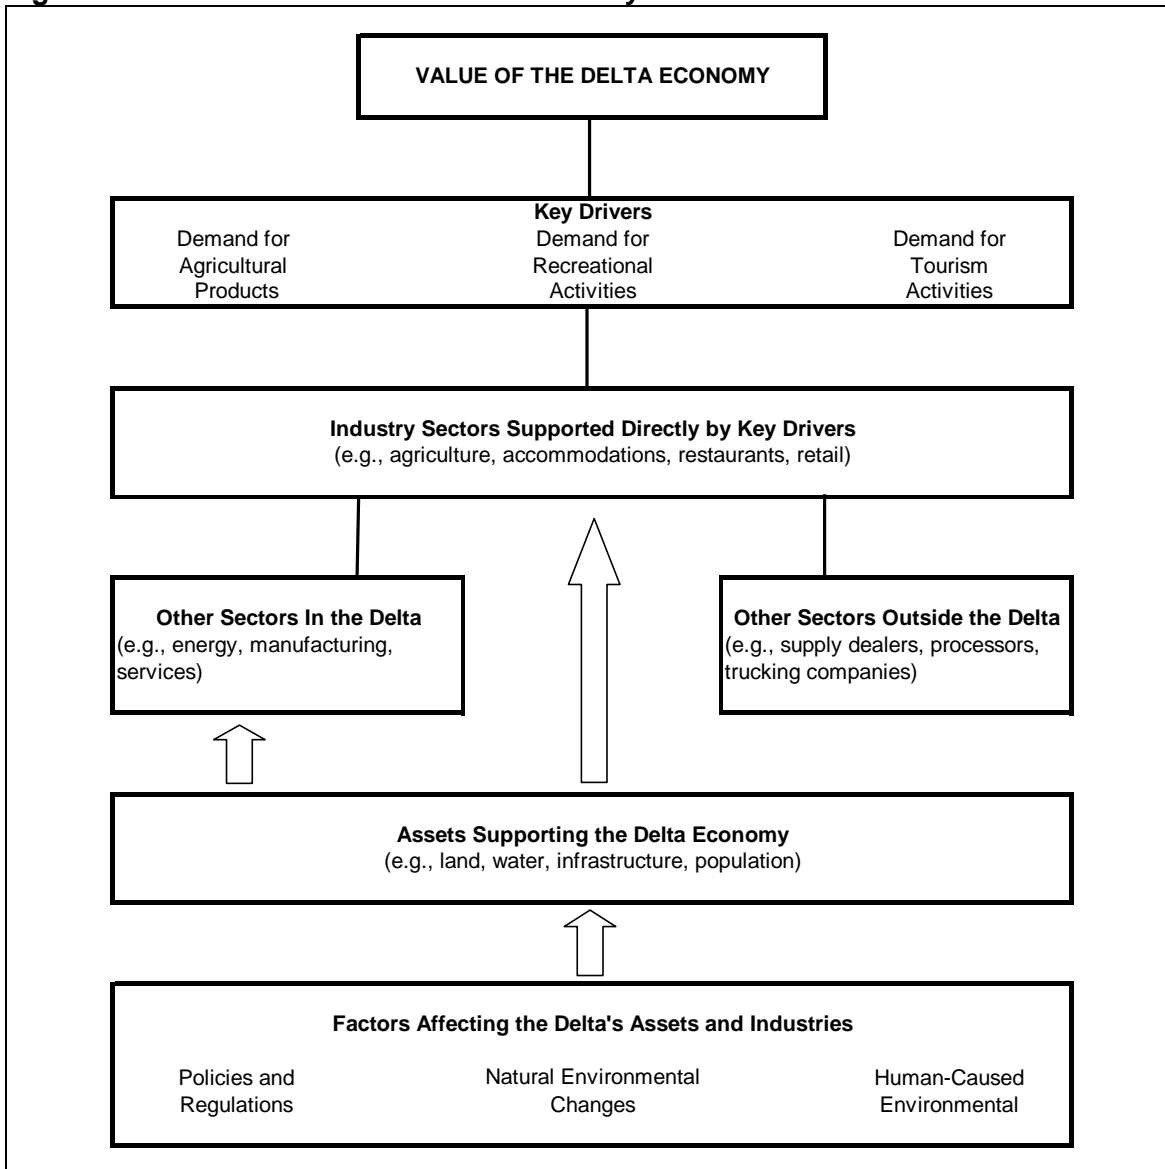 VALUE OF THE DELTA ECONOMY
Key Drivers
Demand for
Agricultural
Products
Demand for
Recreational
Activities
Demand for
Tourism
Activities
Industry Sectors Supported Directly by Key Drivers
(e.g., agriculture, accommodations, restaurants, retail)
Other Sectors In the Delta
(e.g., energy, manufacturing,
services)
Other Sectors Outside the Delta
(e.g., supply dealers, processors,
trucking companies)
Assets Supporting the Delta Economy
(e.g., land, water, infrastructure, population)
Factors Affecting the Delta's Assets and Industries
Policies and
Regulations
Natural Environmental
Changes
Human-Caused
Environmental